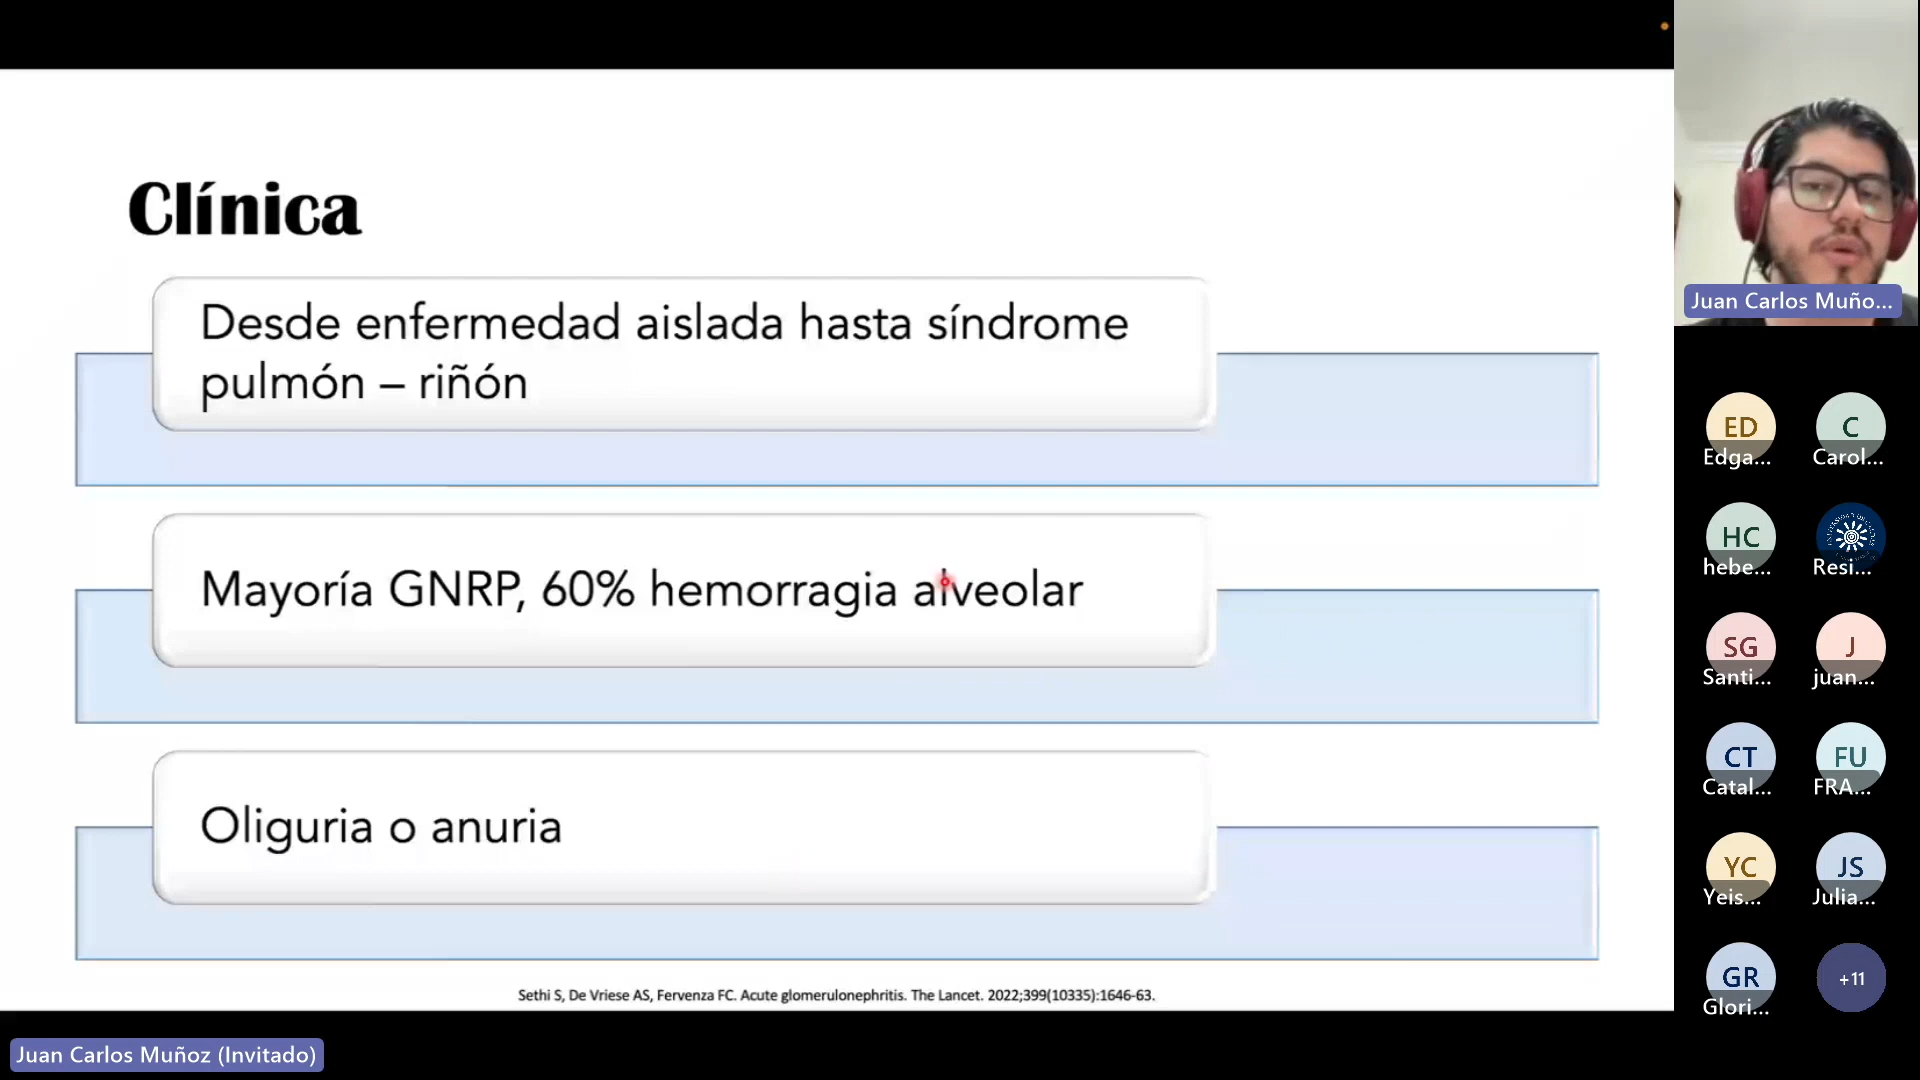 Clínica
Desde enfermedad aislada hasta síndrome
pulmón – riñón
Mayoría GNRP, 60% hemorragia alveolar
Oliguria o anuria
Sethi S, De Vriese AS, Fervenza FC. Acute glomerulonephritis. The Lancet. 2022;399(10335):1646-63.
Juan Carlos Muñoz (Invitado)
Juan Carlos Muño...
ED
Edga...
C
Carol...
HC
hebe...
Resi...
SG
Santi...
J
juan...
CT
Catal...
FU
FRA...
YC
Yeis...
JS
Julia...
GR
Glori...
+11